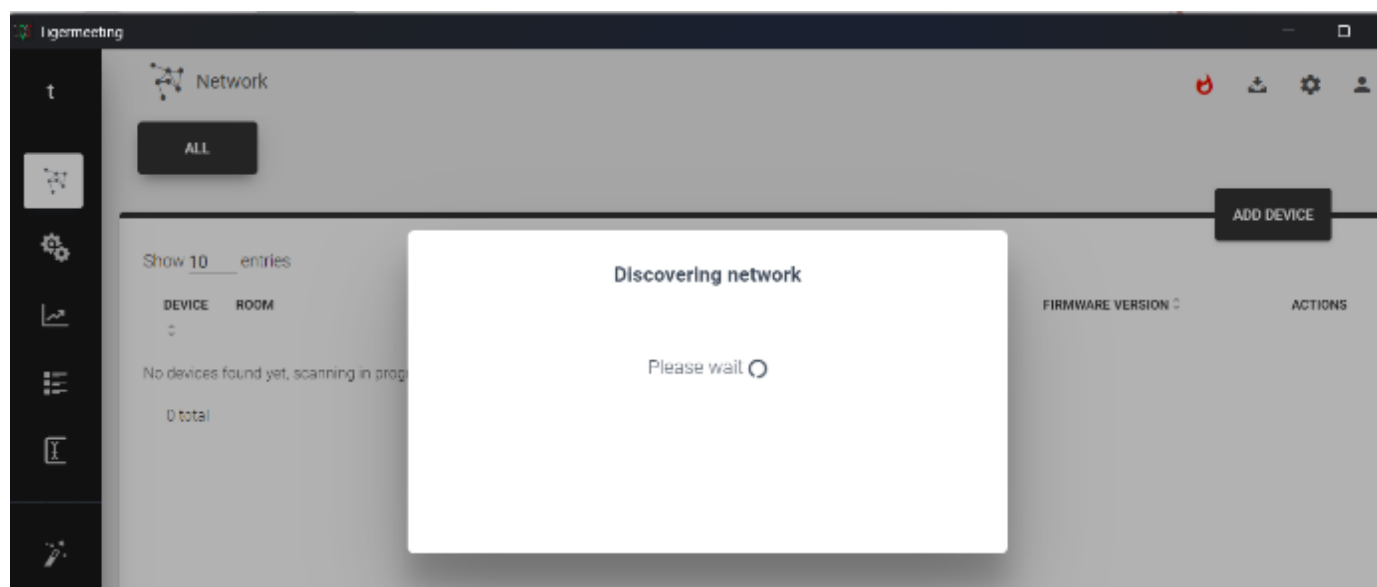 Tigermeeting
t
Network
ALL
ADD DEVICE
Show 10 entries
Discovering network
DEVICE ROOM
FIRMWARE VERSION
ACTIONS
Please wait
No devices found yet, scanning in prog
0 total